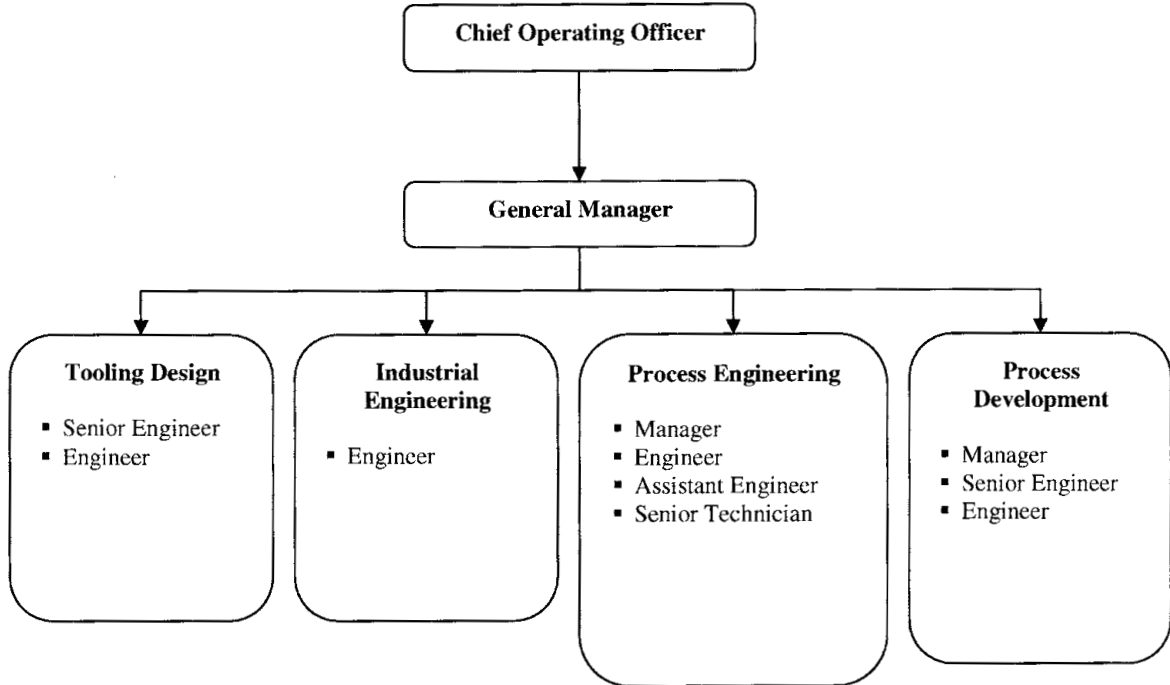 Chief Operating Officer
General Manager
Tooling Design
▪ Senior Engineer
▪ Engineer
Industrial
Engineering
▪ Engineer
Process Engineering
▪ Manager
▪ Engineer
▪ Assistant Engineer
▪ Senior Technician
Process
Development
▪ Manager
▪ Senior Engineer
▪ Engineer